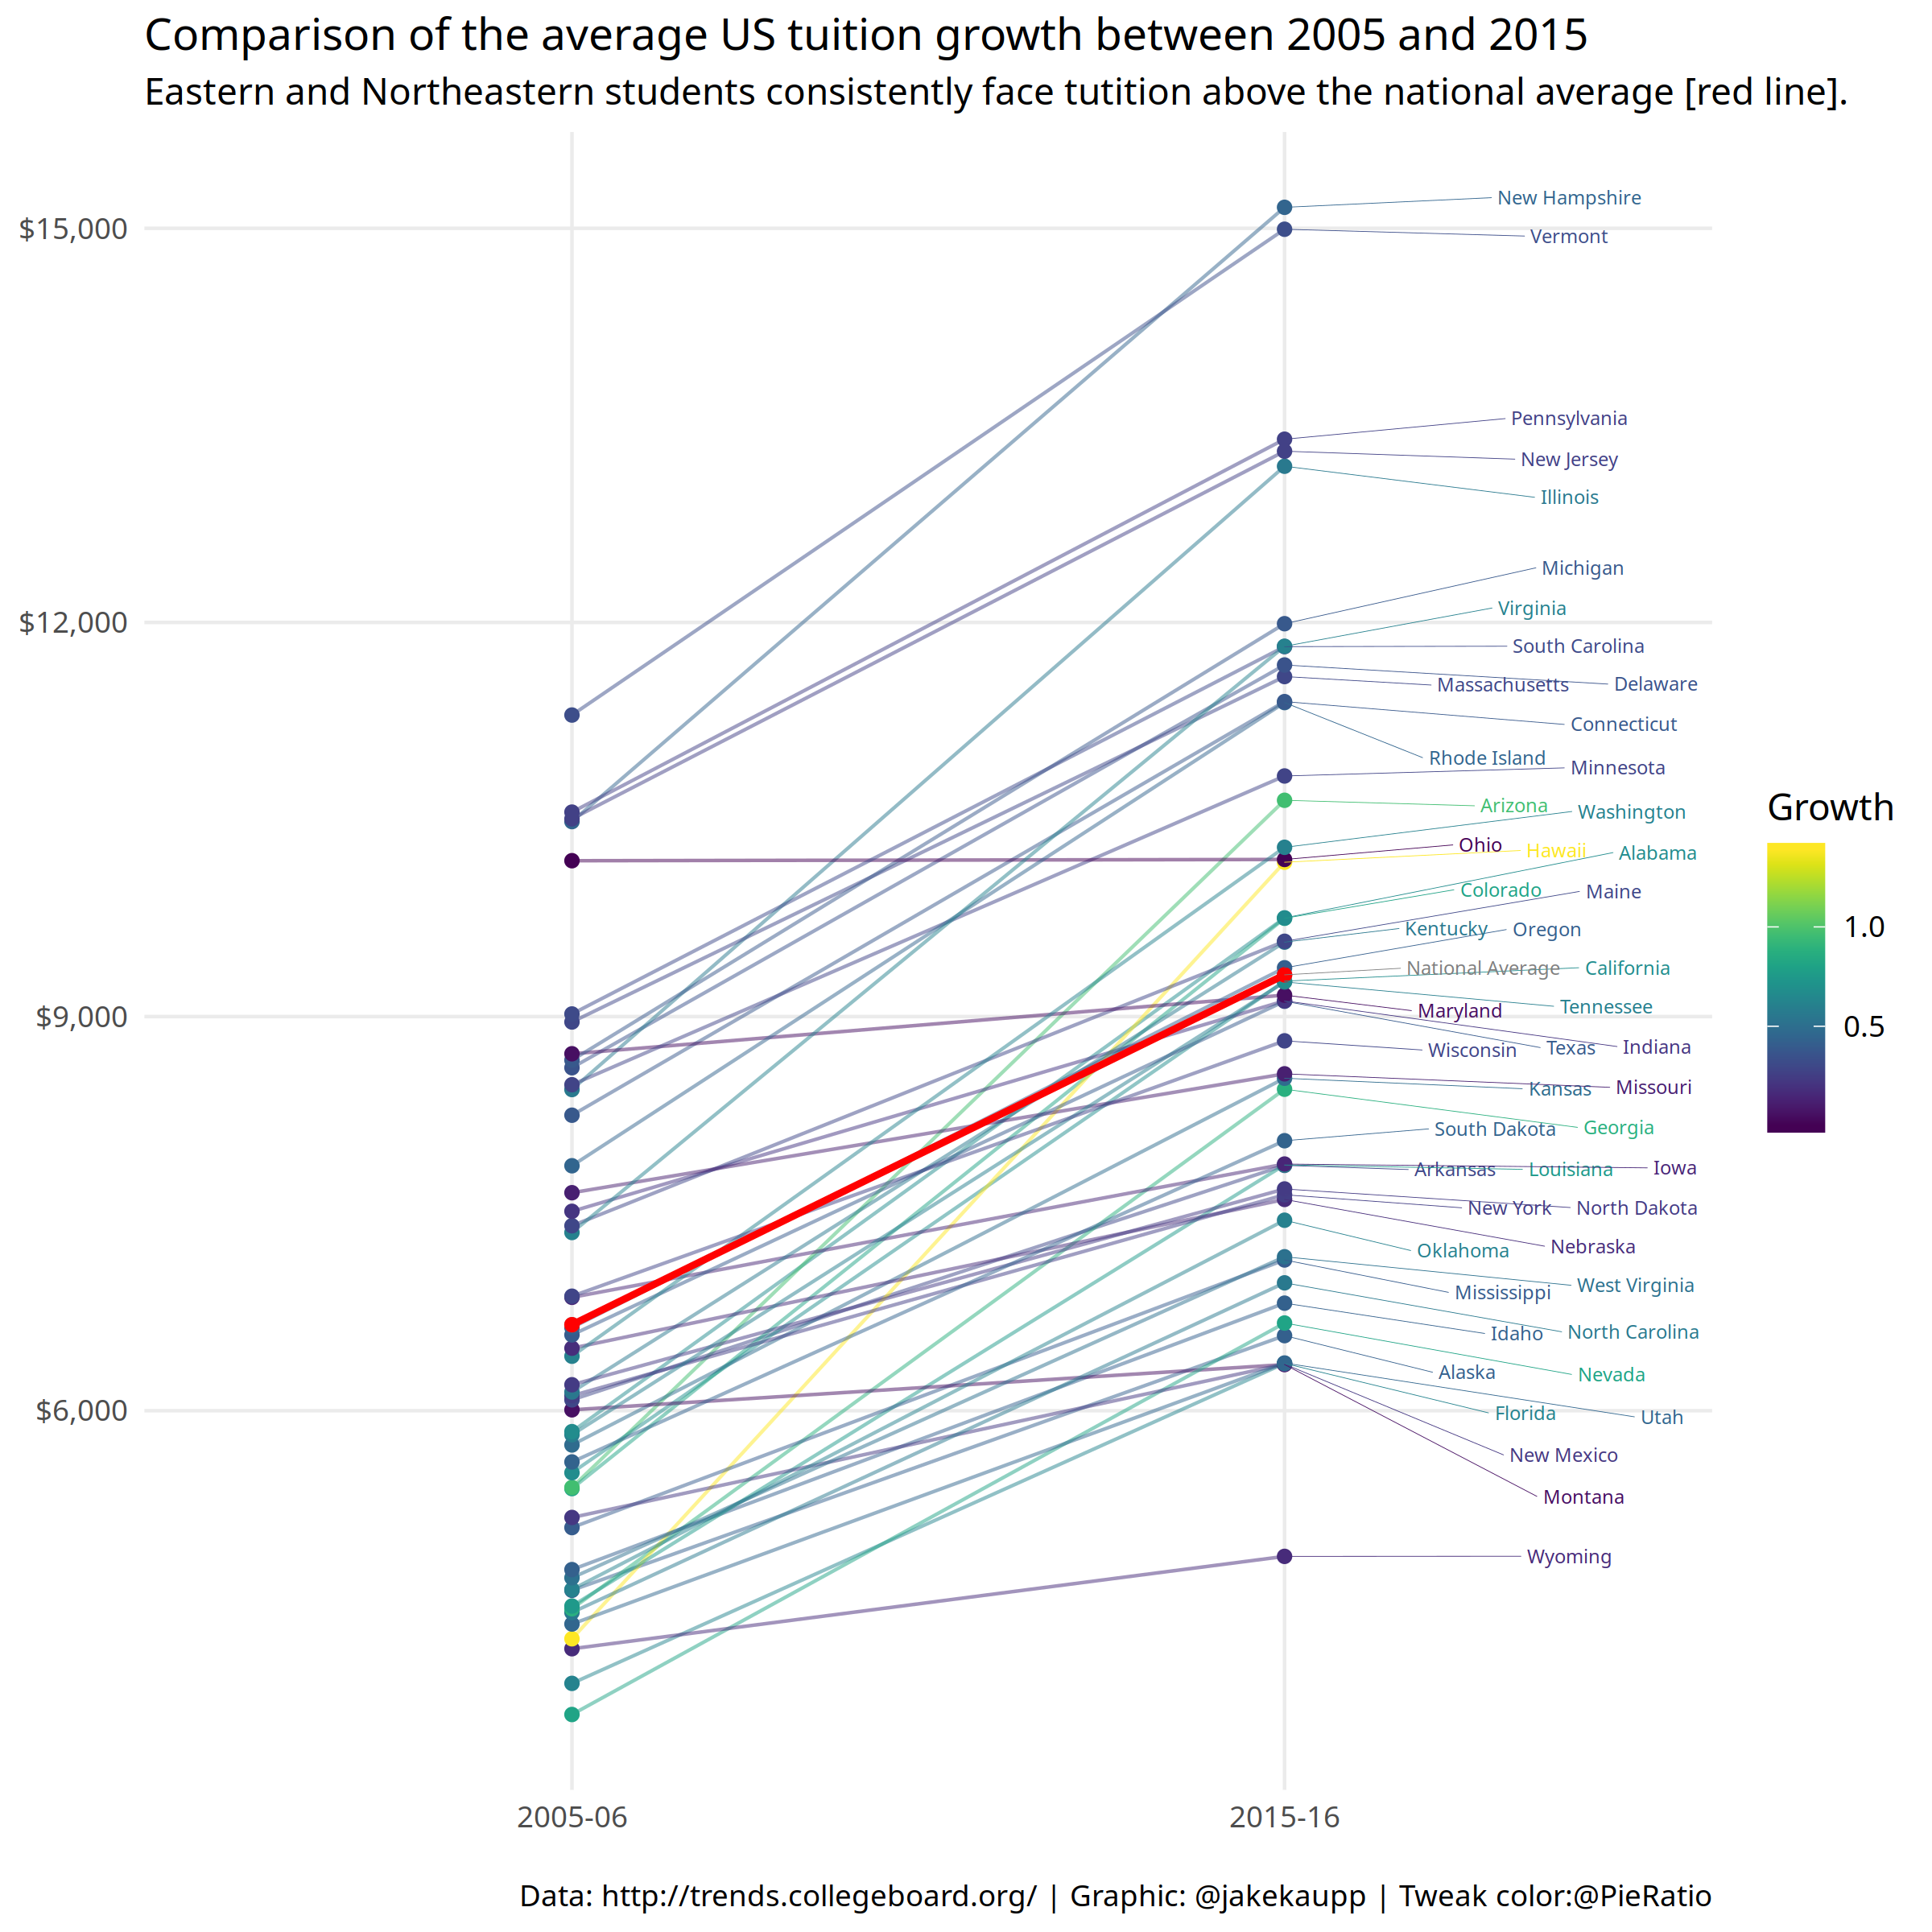 Comparison of the average US tuition growth between 2005 and 2015
Eastern and Northeastern students consistently face tutition above the national average [red line].
$15,000
$12,000
$9,000
$6,000
New Hampshire
Vermont
Pennsylvania
New Jersey
Illinois
Michigan
Virginia
South Carolina
Massachusetts
Delaware
Connecticut
Rhode Island
Minnesota
Arizona
Washington
Ohio
Hawaii
Alabama
Colorado
Maine
Kentucky
Oregon
National Average
California
Tennessee
Maryland
Wisconsin
Texas
Indiana
Kansas
Missouri
Georgia
South Dakota
Arkansas
Louisiana
Iowa
New York
North Dakota
Nebraska
Oklahoma
West Virginia
Mississippi
Idaho
North Carolina
Alaska
Nevada
Florida
Utah
New Mexico
Montana
Wyoming
Growth
1.0
0.5
2005-06
2015-16
Data: http://trends.collegeboard.org/ | Graphic: @jakekaupp | Tweak color:@PieRatio